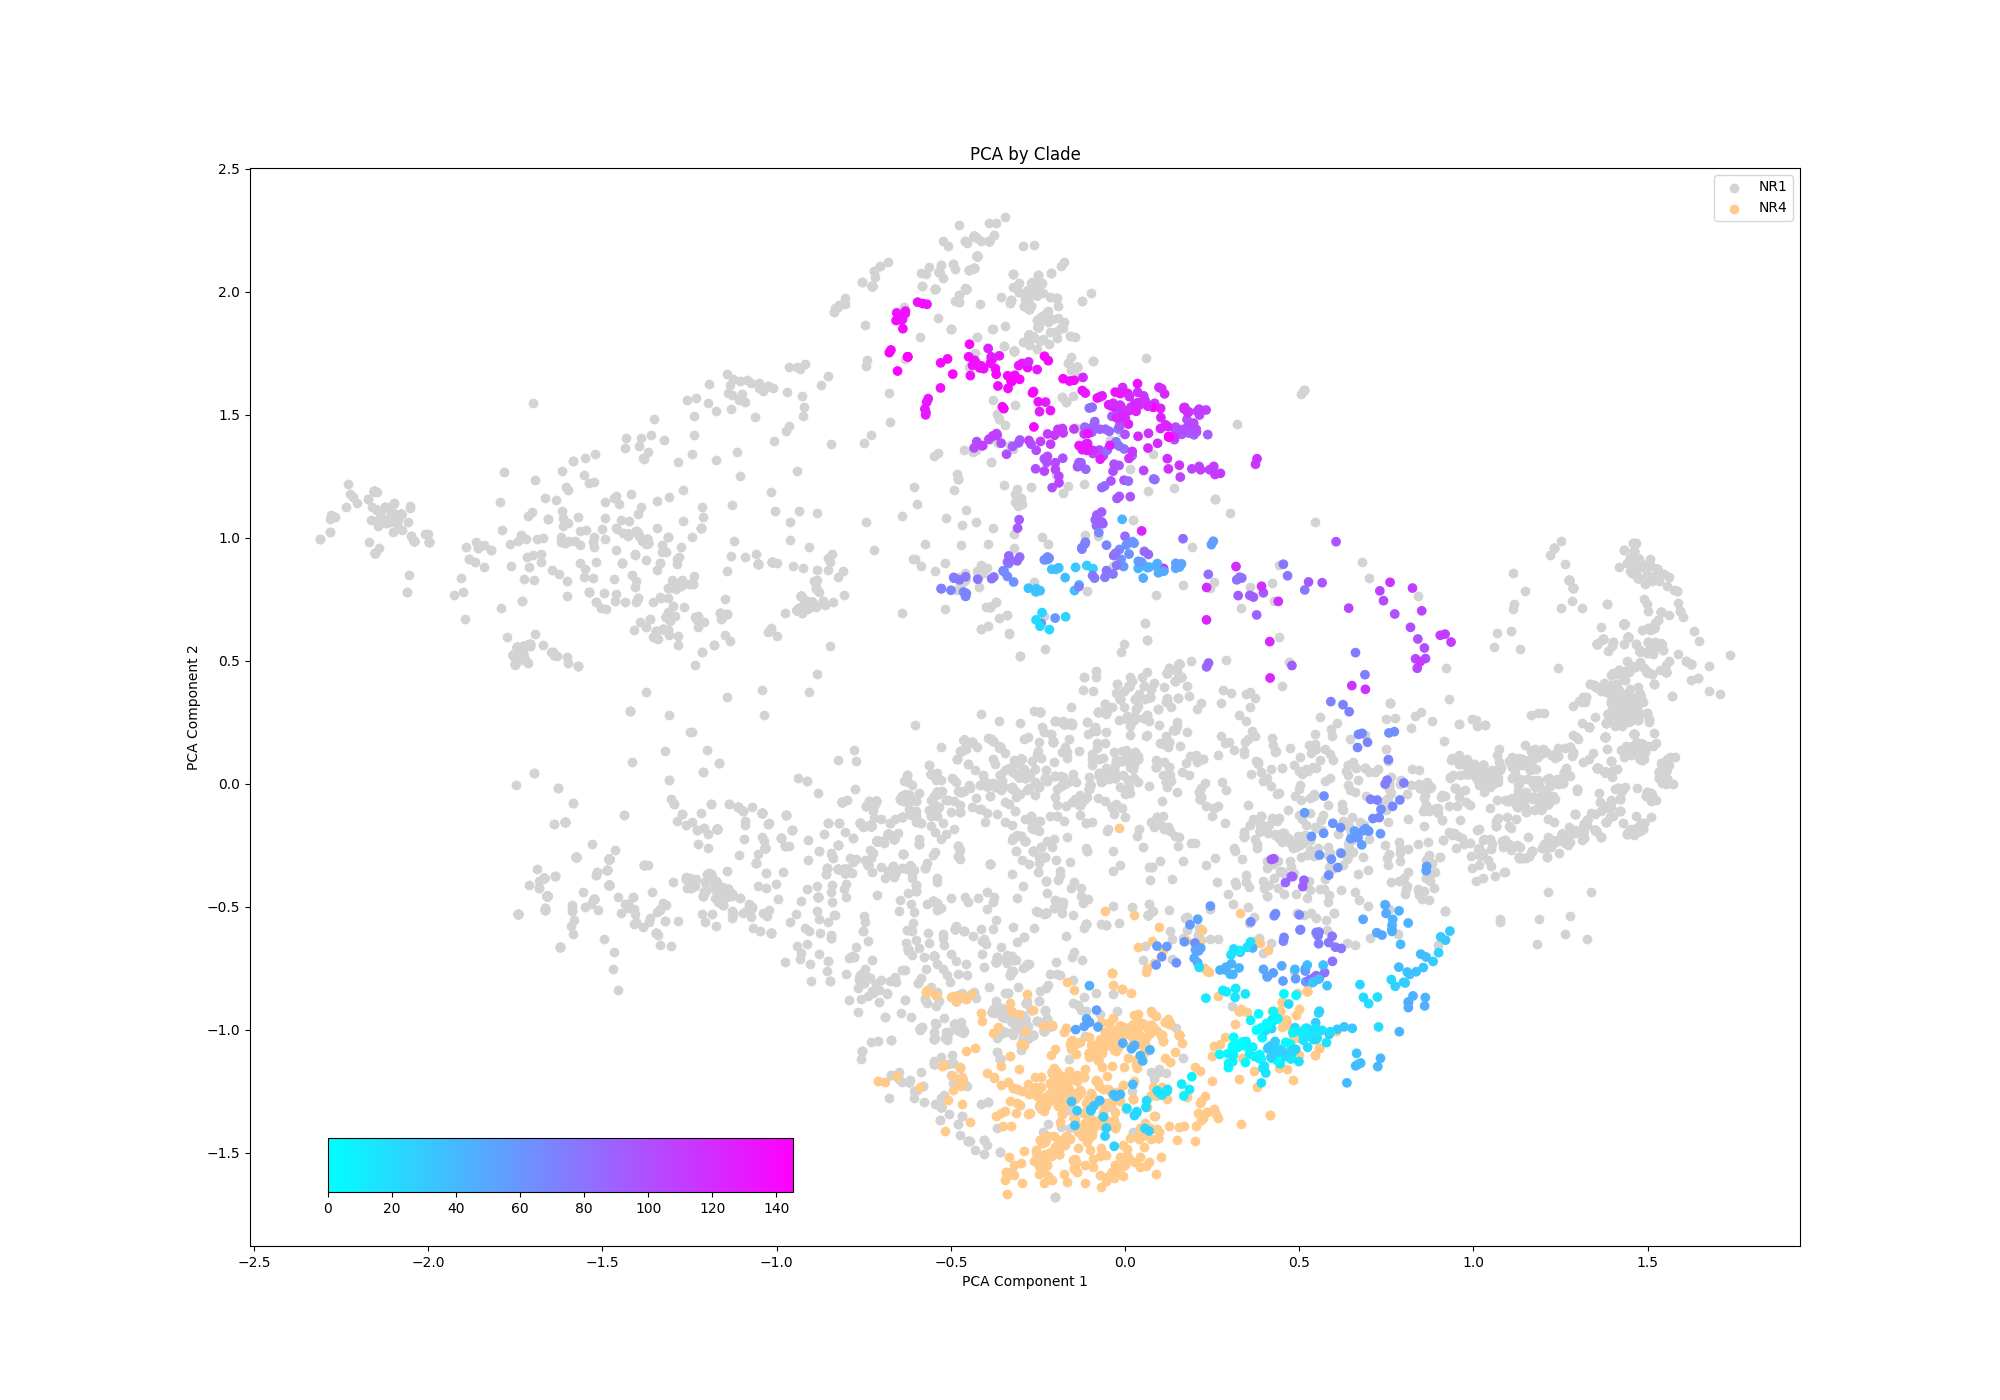 PCA by Clade
2.5
2.0
1.5
1.0
0.5
0.0
−0.5
−1.0
−1.5
PCA Component 2
NR1
NR4
0 20 40 60 80 100 120 140
−2.5 −2.0 −1.5 −1.0 −0.5 0.0 0.5 1.0 1.5
PCA Component 1